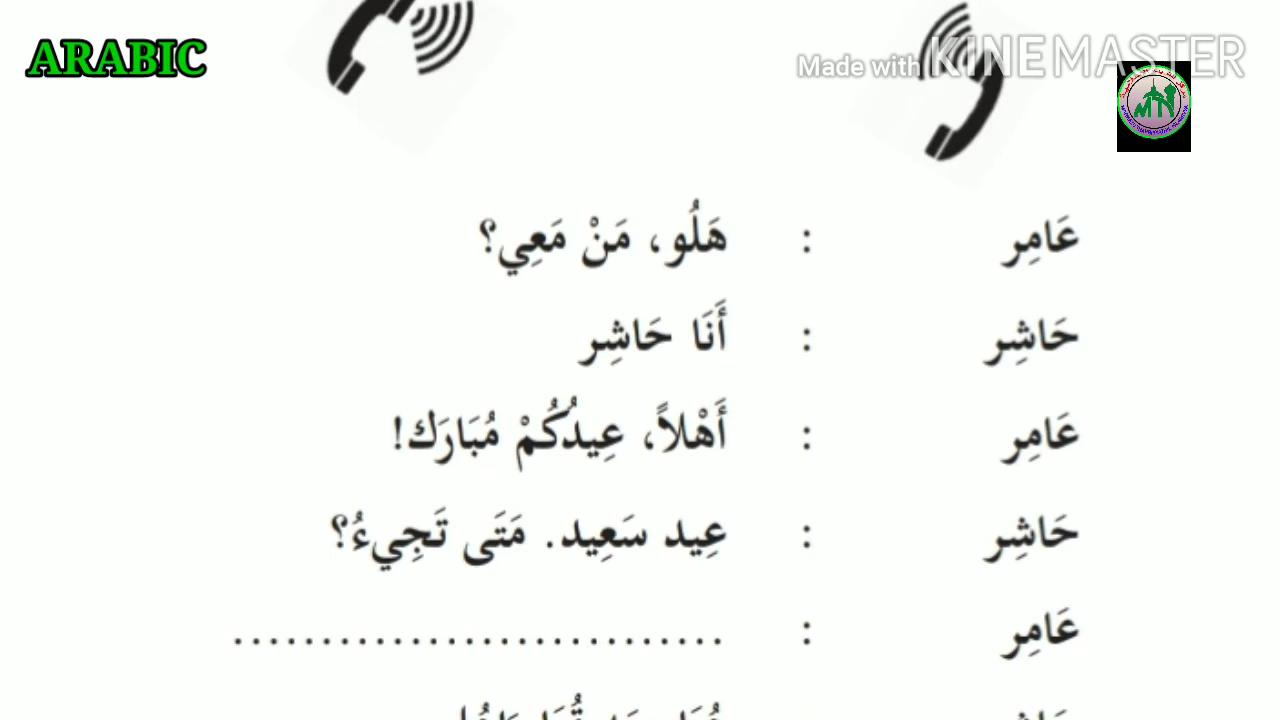 ARABIC
Made with KINEMASTER
عَامِر : هَلُو، مَنْ مَعِي؟
حَاشِر : أَنَا حَاشِر
عَامِر : أَهْلاً، عِيدُكُمْ مُبَارَك!
حَاشِر : عِيد سَعِيد. مَتَى تَجِيءُ؟
عَامِر : ............................